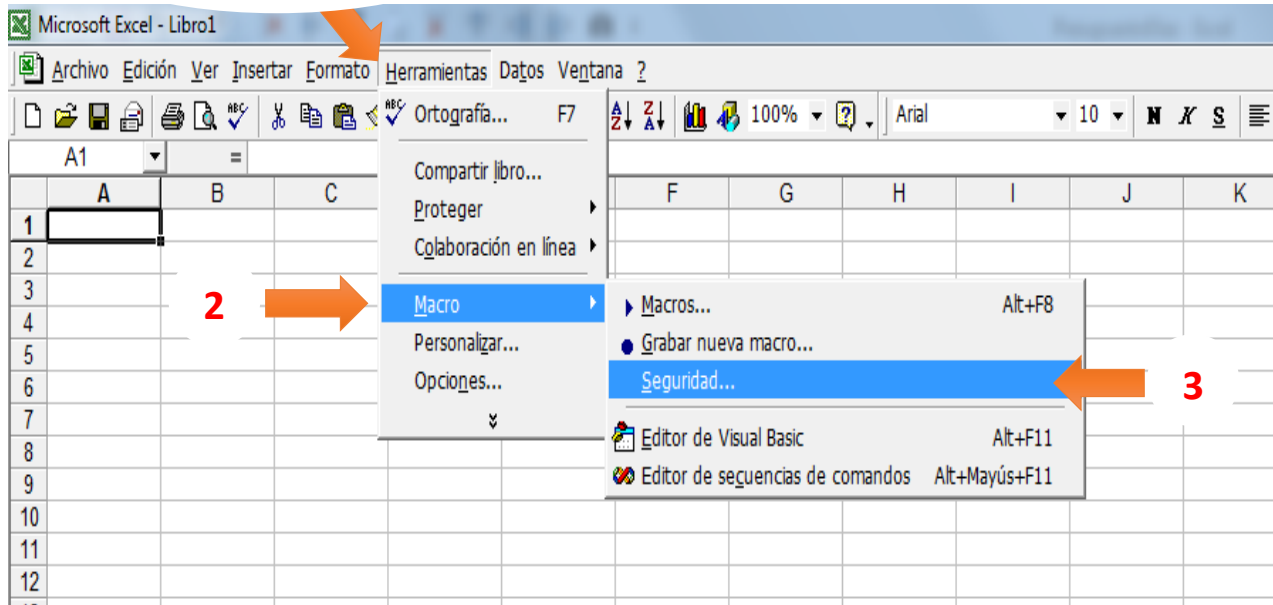 Microsoft Excel - Libro1
Archivo Edición Ver Insertar Formato Herramientas Datos Ventana ?
100% Arial 10 N K S
A1 =
Ortografía... F7
Compartir libro...
Proteger
Colaboración en línea
Macro
Personalizar...
Opciones...
Macros... Alt+F8
Grabar nueva macro...
Seguridad...
Editor de Visual Basic Alt+F11
Editor de secuencias de comandos Alt+Mayús+F11
2
3
A B C F G H I J K
1
2
3
4
5
6
7
8
9
10
11
12